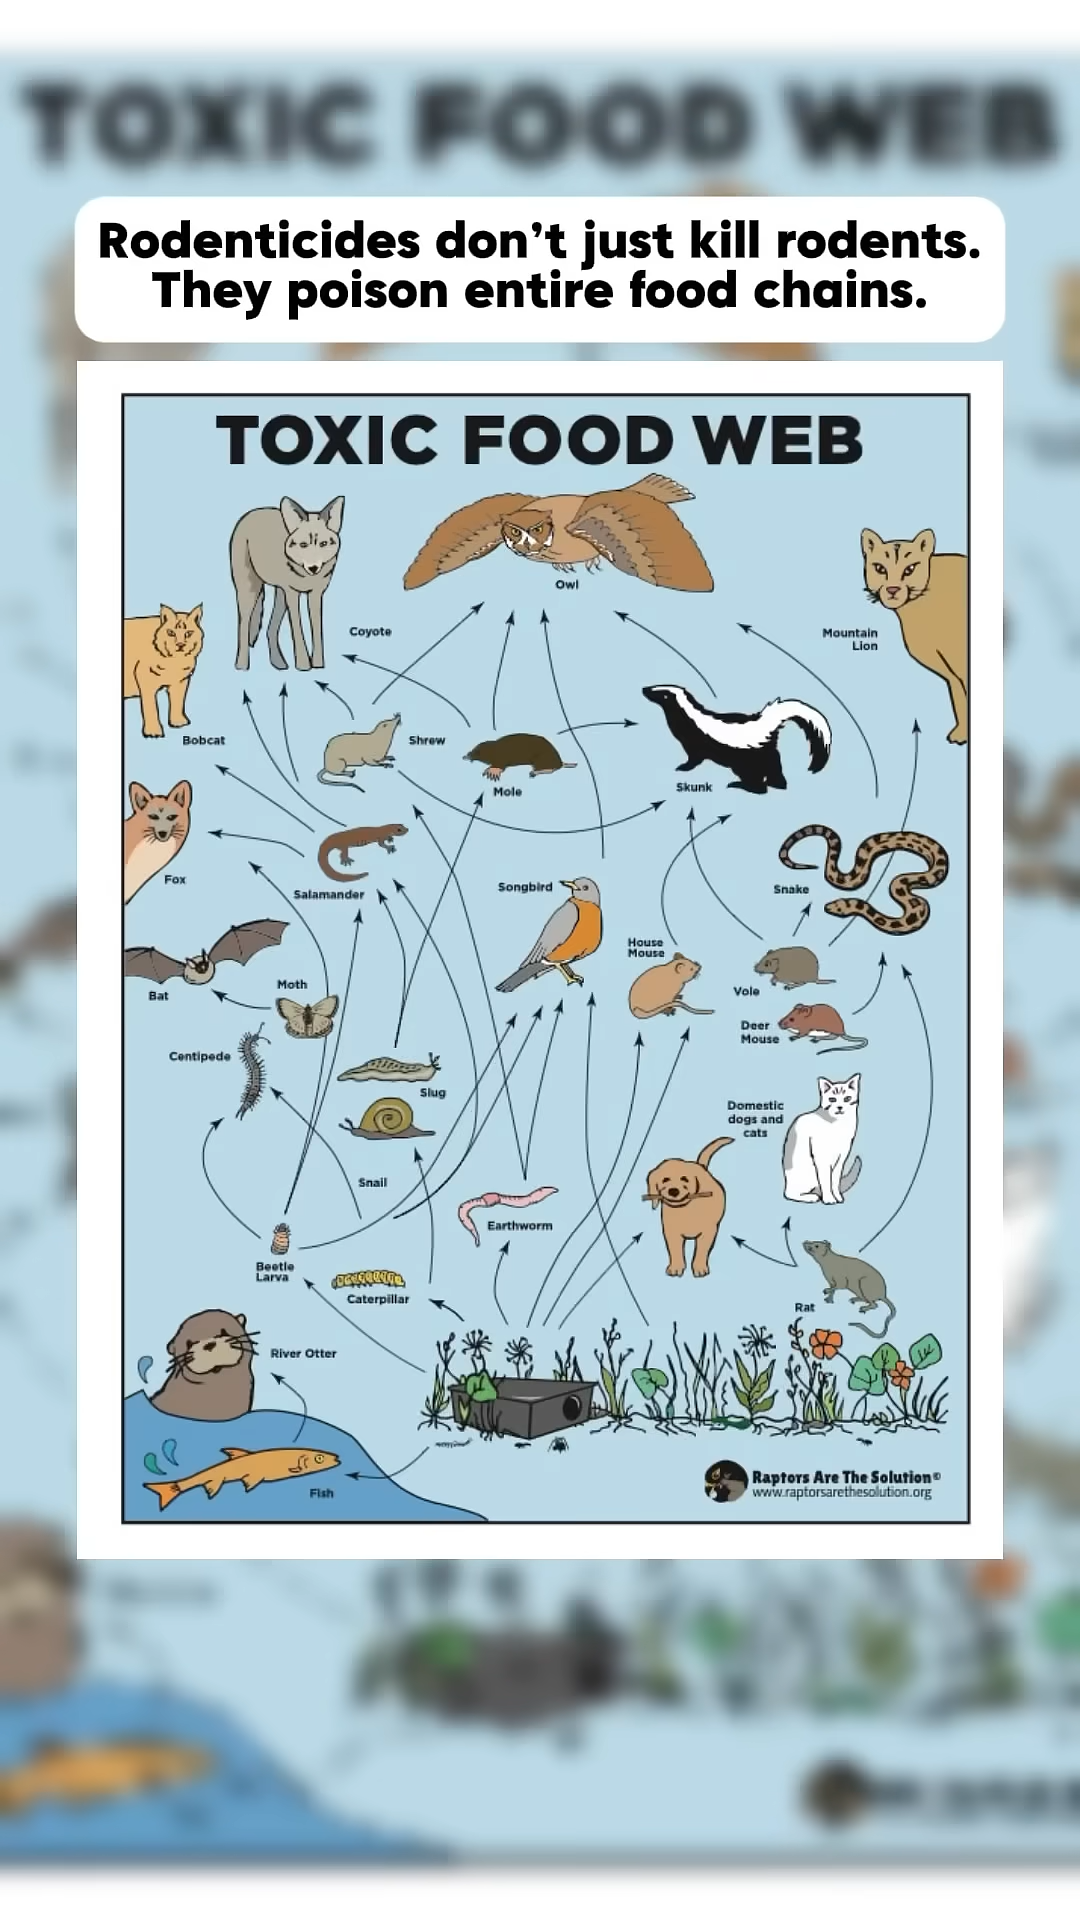 TOXIC FOOD WEB
Rodenticides don’t just kill rodents.
They poison entire food chains.
TOXIC FOOD WEB
Owl
Coyote
Mountain
Lion
Bobcat
Shrew
Mole
Skunk
Fox
Salamander
Songbird
Snake
House
Mouse
Bat
Moth
Vole
Deer
Mouse
Centipede
Slug
Domestic
dogs and
cats
Snail
Earthworm
Beetle
Larva
Caterpillar
Rat
River Otter
Fish
Raptors Are The Solution®
www.raptorsarethesolution.org